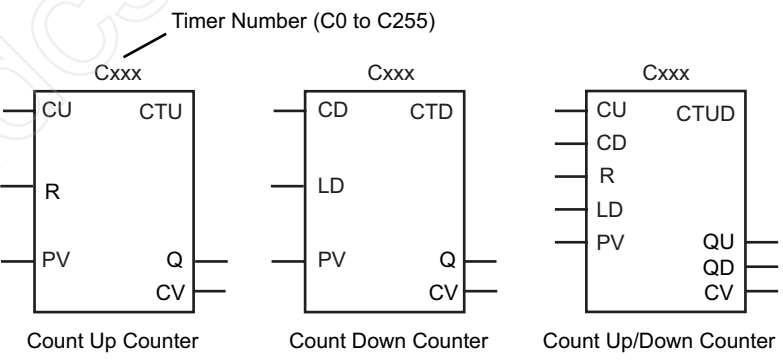 Timer Number (C0 to C255)
Cxxx
CU CTU
R
PV Q
CV
Count Up Counter
Cxxx
CD CTD
LD
PV Q
CV
Count Down Counter
Cxxx
CU CTUD
CD
R
LD
PV QU
QD
CV
Count Up/Down Counter